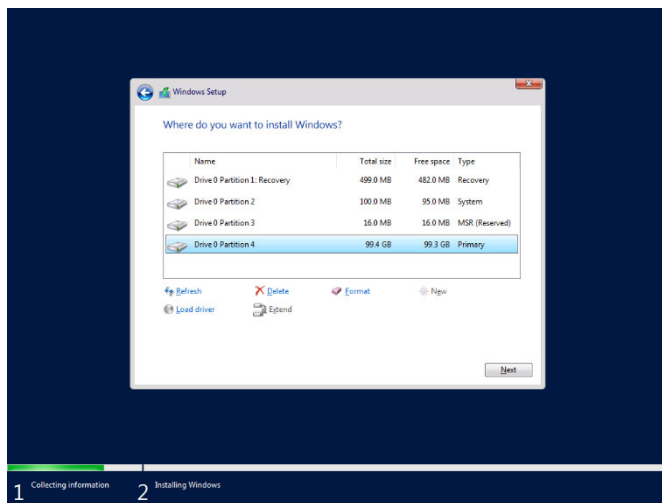 Windows Setup
Where do you want to install Windows?
Name Total size Free space Type
Drive 0 Partition 1: Recovery 499.0 MB 482.0 MB Recovery
Drive 0 Partition 2 100.0 MB 95.0 MB System
Drive 0 Partition 3 16.0 MB 16.0 MB MSR (Reserved)
Drive 0 Partition 4 99.4 GB 99.3 GB Primary
Refresh Delete Format New
Load driver Extend
Next
1 Collecting information 2 Installing Windows